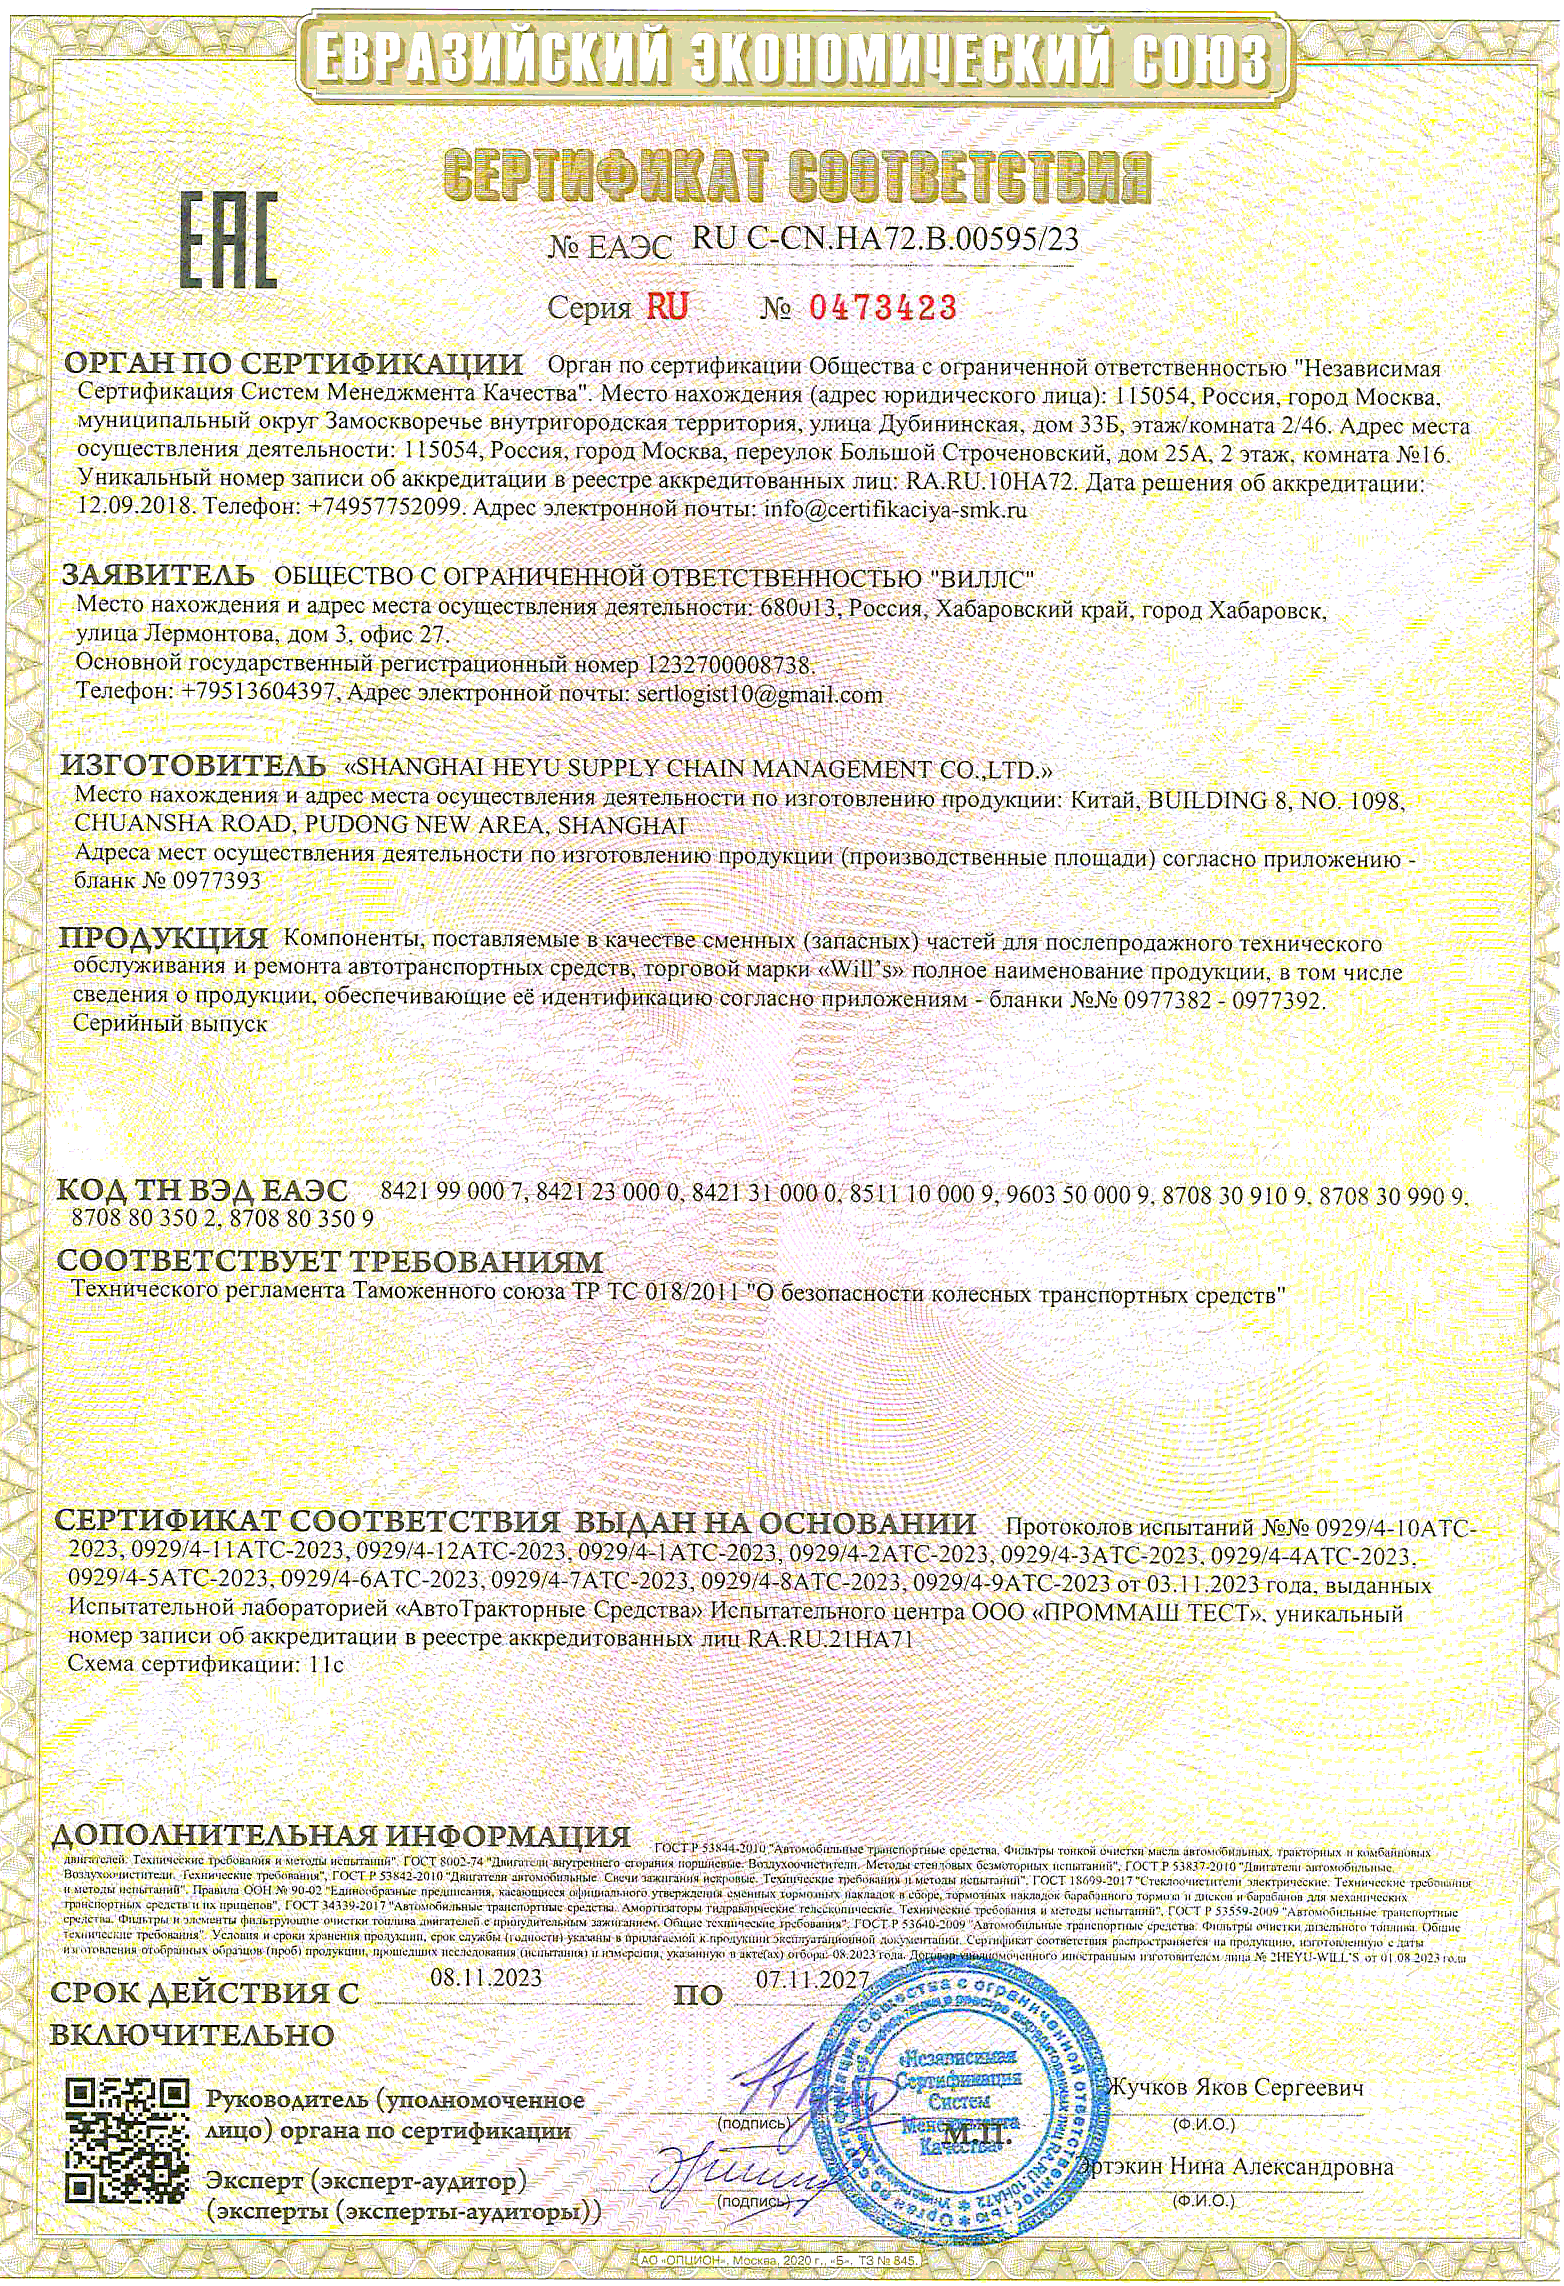 ЕВРАЗИЙСКИЙ ЭКОНОМИЧЕСКИЙ СОЮЗ
СЕРТИФИКАТ СООТВЕТСТВИЯ
ЕАС
№ ЕАЭС RU С-CN.НА72.В.00595/23
Серия RU № 0473423
ОРГАН ПО СЕРТИФИКАЦИИ Орган по сертификации Общества с ограниченной ответственностью "Независимая
Сертификация Систем Менеджмента Качества". Место нахождения (адрес юридического лица): 115054, Россия, город Москва,
муниципальный округ Замоскворечье внутригородская территория, улица Дубининская, дом 33Б, этаж/комната 2/46. Адрес места
осуществления деятельности: 115054, Россия, город Москва, переулок Большой Строченовский, дом 25А, 2 этаж, комната №16.
Уникальный номер записи об аккредитации в реестре аккредитованных лиц: RA.RU.10НА72. Дата решения об аккредитации:
12.09.2018. Телефон: +74957752099. Адрес электронной почты: info@certifikaciya-smk.ru
ЗАЯВИТЕЛЬ ОБЩЕСТВО С ОГРАНИЧЕННОЙ ОТВЕТСТВЕННОСТЬЮ "ВИЛЛС"
Место нахождения и адрес места осуществления деятельности: 680013, Россия, Хабаровский край, город Хабаровск,
улица Лермонтова, дом 3, офис 27.
Основной государственный регистрационный номер 1232700008738.
Телефон: +79513604397, Адрес электронной почты: sertlogist10@gmail.com
ИЗГОТОВИТЕЛЬ «SHANGHAI HEYU SUPPLY CHAIN MANAGEMENT CO.,LTD.»
Место нахождения и адрес места осуществления деятельности по изготовлению продукции: Китай, BUILDING 8, NO. 1098,
CHUANSHA ROAD, PUDONG NEW AREA, SHANGHAI
Адреса мест осуществления деятельности по изготовлению продукции (производственные площади) согласно приложению -
бланк № 0977393
ПРОДУКЦИЯ Компоненты, поставляемые в качестве сменных (запасных) частей для послепродажного технического
обслуживания и ремонта автотранспортных средств, торговой марки «Will's» полное наименование продукции, в том числе
сведения о продукции, обеспечивающие её идентификацию согласно приложениям - бланки №№ 0977382 - 0977392.
Серийный выпуск
КОД ТН ВЭД ЕАЭС 8421 99 000 7, 8421 23 000 0, 8421 31 000 0, 8511 10 000 9, 9603 50 000 9, 8708 30 910 9, 8708 30 990 9,
8708 80 350 2, 8708 80 350 9
СООТВЕТСТВУЕТ ТРЕБОВАНИЯМ
Технического регламента Таможенного союза ТР ТС 018/2011 "О безопасности колесных транспортных средств"
СЕРТИФИКАТ СООТВЕТСТВИЯ ВЫДАН НА ОСНОВАНИИ Протоколов испытаний №№ 0929/4-10АТС-
2023, 0929/4-11АТС-2023, 0929/4-12АТС-2023, 0929/4-1АТС-2023, 0929/4-2АТС-2023, 0929/4-3АТС-2023, 0929/4-4АТС-2023,
0929/4-5АТС-2023, 0929/4-6АТС-2023, 0929/4-7АТС-2023, 0929/4-8АТС-2023, 0929/4-9АТС-2023 от 03.11.2023 года, выданных
Испытательной лабораторией «АвтоТракторные Средства» Испытательного центра ООО «ПРОММАШ ТЕСТ», уникальный
номер записи об аккредитации в реестре аккредитованных лиц RA.RU.21НА71
Схема сертификации: 11с
ДОПОЛНИТЕЛЬНАЯ ИНФОРМАЦИЯ ГОСТ Р 53844-2010 "Автомобильные транспортные средства. Фильтры тонкой очистки масла автомобильных, тракторных и комбайновых
двигателей. Технические требования и методы испытаний", ГОСТ 8002-74 "Двигатели внутреннего сгорания поршневые. Воздухоочистители. Методы стендовых безмоторных испытаний", ГОСТ Р 53837-2010 "Двигатели автомобильные.
Воздухоочистители. Технические требования", ГОСТ Р 53842-2010 "Двигатели автомобильные. Свечи зажигания искровые. Технические требования и методы испытаний", ГОСТ 18699-2017 "Стеклоочистители электрические. Технические требования
и методы испытаний". Правила ООН № 90-02 "Единообразные предписания, касающиеся официального утверждения сменных тормозных накладок в сборе, тормозных накладок барабанного тормоза и дисков и барабанов для механических
транспортных средств и их прицепов", ГОСТ 34339-2017 "Автомобильные транспортные средства. Амортизаторы гидравлические телескопические. Технические требования и методы испытаний", ГОСТ Р 53559-2009 "Автомобильные транспортные
средства. Фильтры и элементы фильтрующие очистки топлива двигателей с принудительным зажиганием. Общие технические требования", ГОСТ Р 53640-2009 "Автомобильные транспортные средства. Фильтры очистки дизельного топлива. Общие
технические требования". Условия и сроки хранения продукции, срок службы (годности) указаны в прилагаемой к продукции эксплуатационной документации. Сертификат соответствия распространяется на продукцию, изготовленную с даты
изготовления отобранных образцов (проб) продукции, прошедших исследования (испытания) и измерения, указанную в акте(ах) отбора: 08.2023 года. Договор уполномоченного иностранным изготовителем лица № 2HEYU-WILL'S от 01.08.2023 года
СРОК ДЕЙСТВИЯ С 08.11.2023 ПО 07.11.2027
ВКЛЮЧИТЕЛЬНО
Руководитель (уполномоченное
лицо) органа по сертификации
(подпись)
Жучков Яков Сергеевич
(Ф.И.О.)
«Независимая
Сертификация
Систем
Менеджмента
Качества»
М.П.
Эксперт (эксперт-аудитор)
(эксперты (эксперты-аудиторы))
(подпись)
Эртэкин Нина Александровна
(Ф.И.О.)
АО «ОПЦИОН», Москва, 2020 г., «Б». ТЗ № 845.